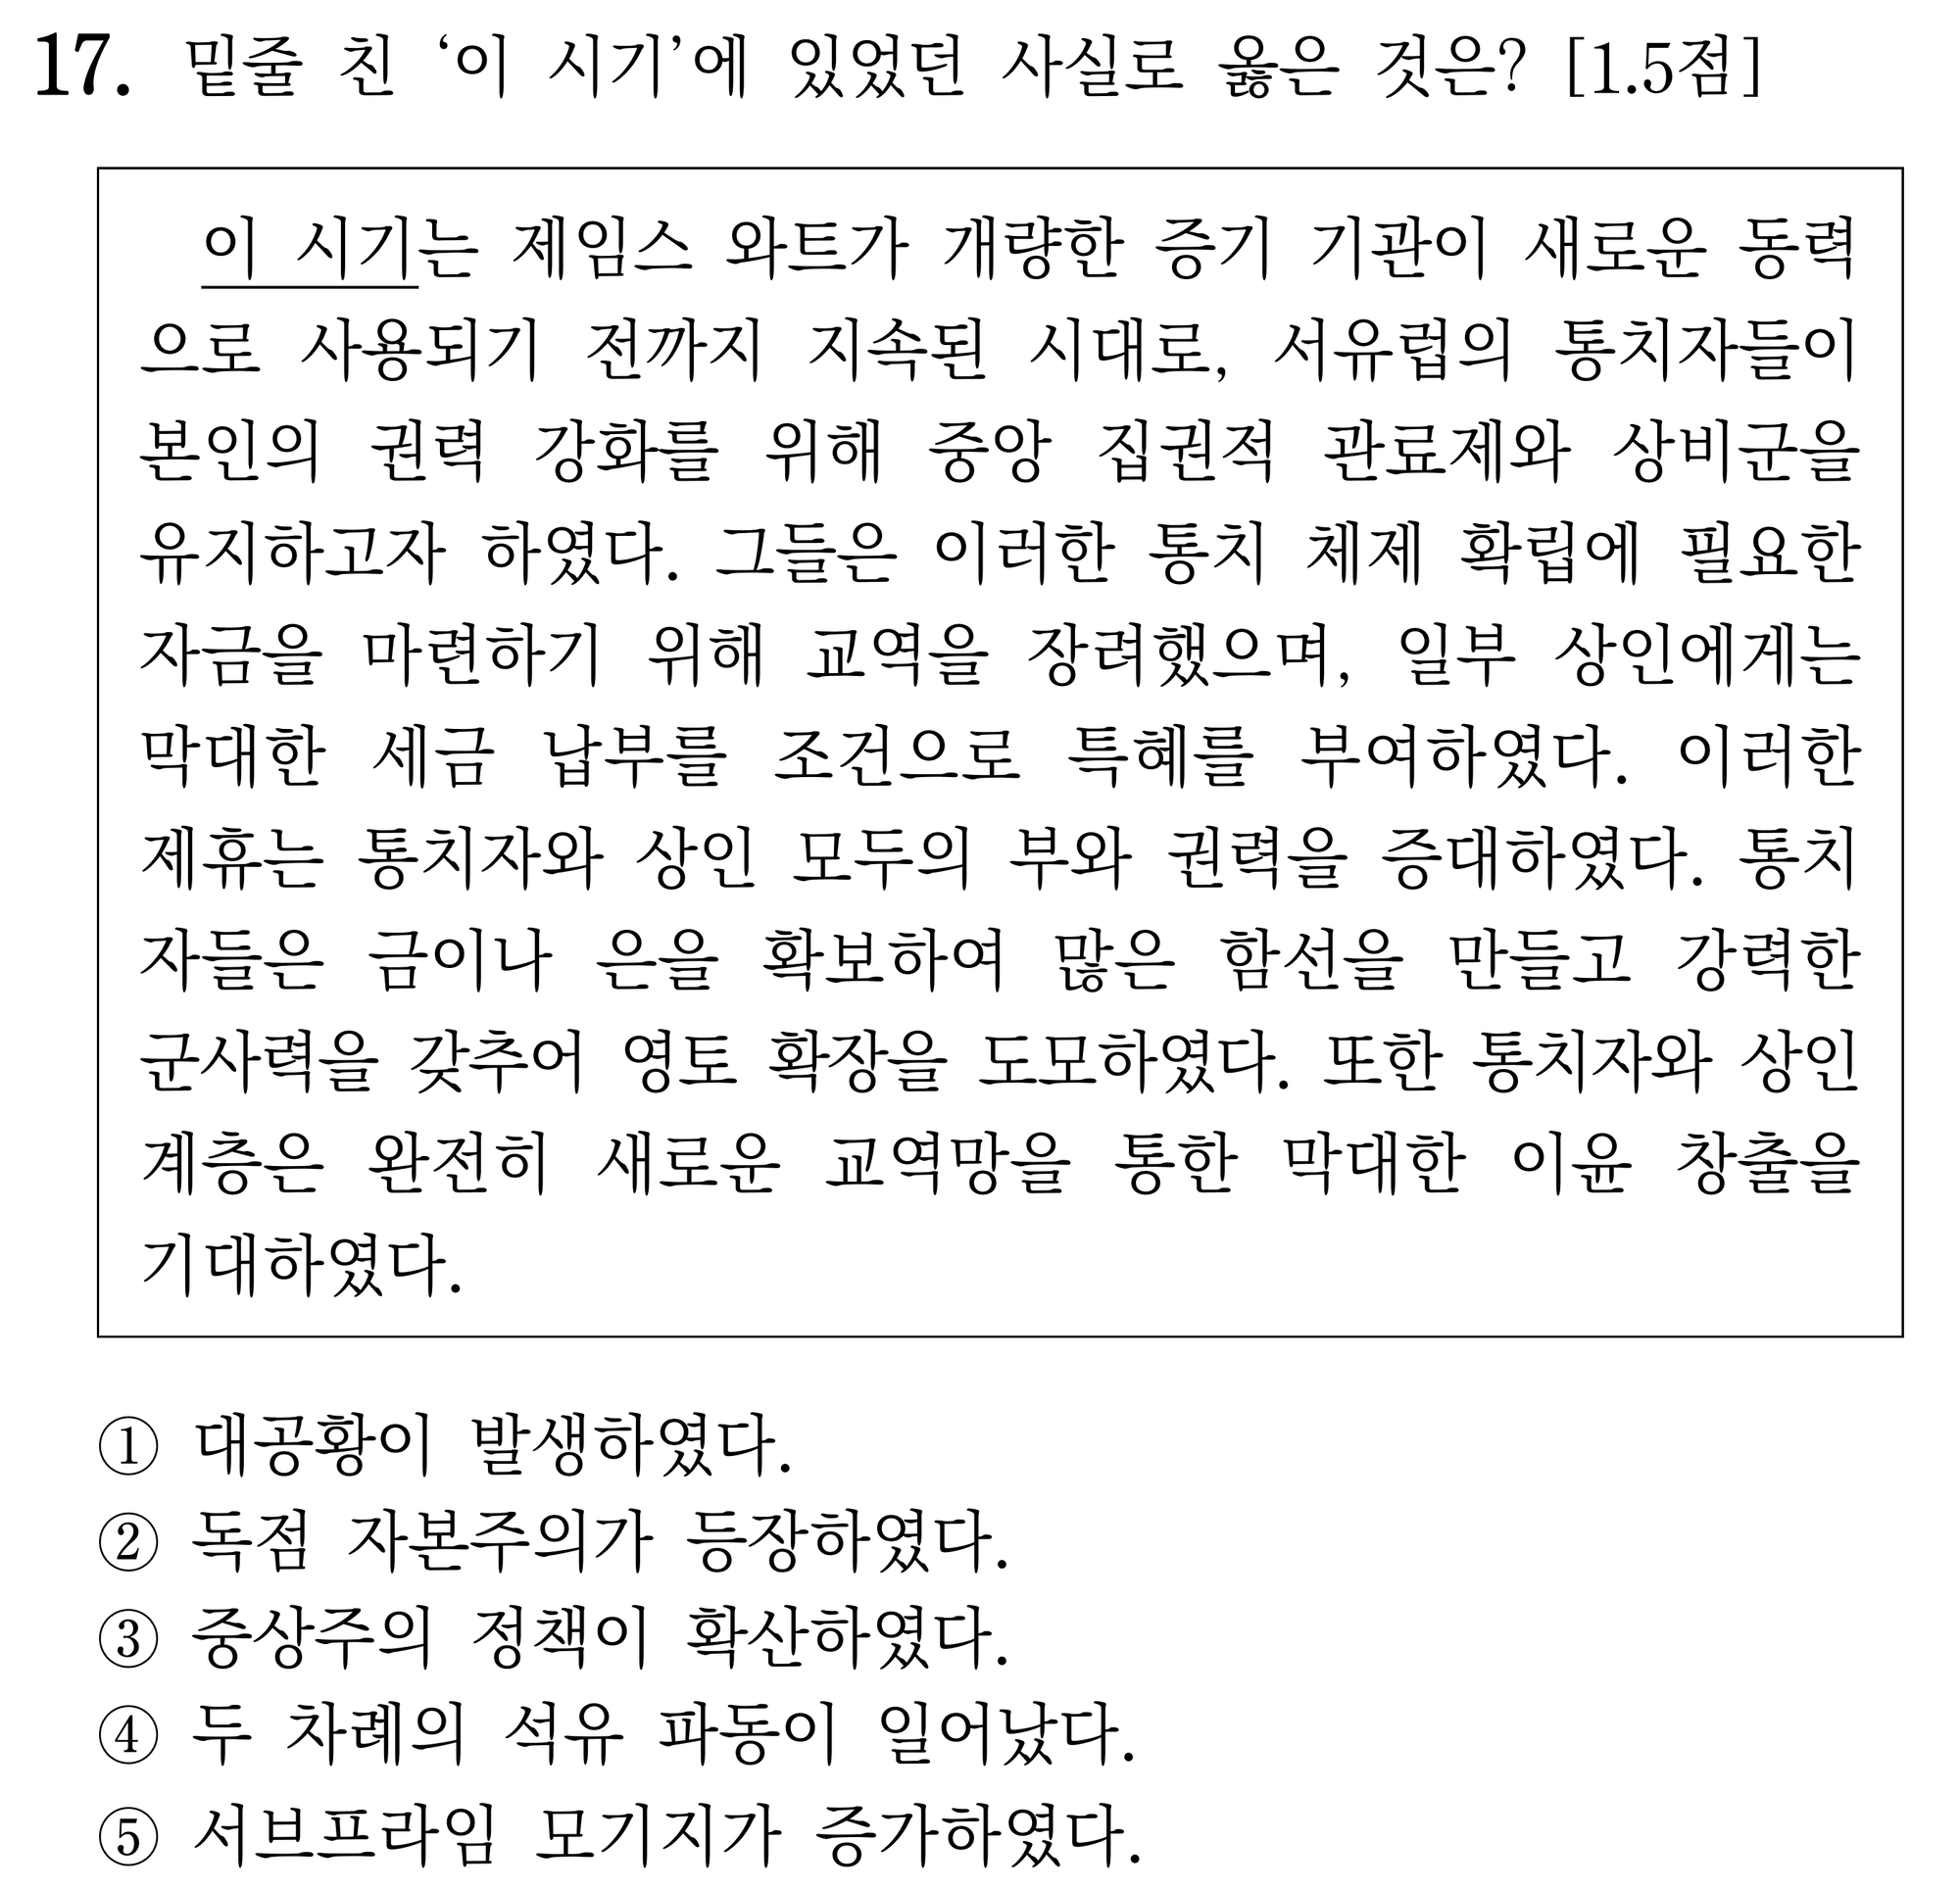 17. 밑줄 친 ‘이 시기’에 있었던 사실로 옳은 것은? [1.5점]
이 시기는 제임스 와트가 개량한 증기 기관이 새로운 동력
으로 사용되기 전까지 지속된 시대로, 서유럽의 통치자들이
본인의 권력 강화를 위해 중앙 집권적 관료제와 상비군을
유지하고자 하였다. 그들은 이러한 통치 체제 확립에 필요한
자금을 마련하기 위해 교역을 장려했으며, 일부 상인에게는
막대한 세금 납부를 조건으로 특혜를 부여하였다. 이러한
제휴는 통치자와 상인 모두의 부와 권력을 증대하였다. 통치
자들은 금이나 은을 확보하여 많은 함선을 만들고 강력한
군사력을 갖추어 영토 확장을 도모하였다. 또한 통치자와 상인
계층은 완전히 새로운 교역망을 통한 막대한 이윤 창출을
기대하였다.
① 대공황이 발생하였다.
② 독점 자본주의가 등장하였다.
③ 중상주의 정책이 확산하였다.
④ 두 차례의 석유 파동이 일어났다.
⑤ 서브프라임 모기지가 증가하였다.